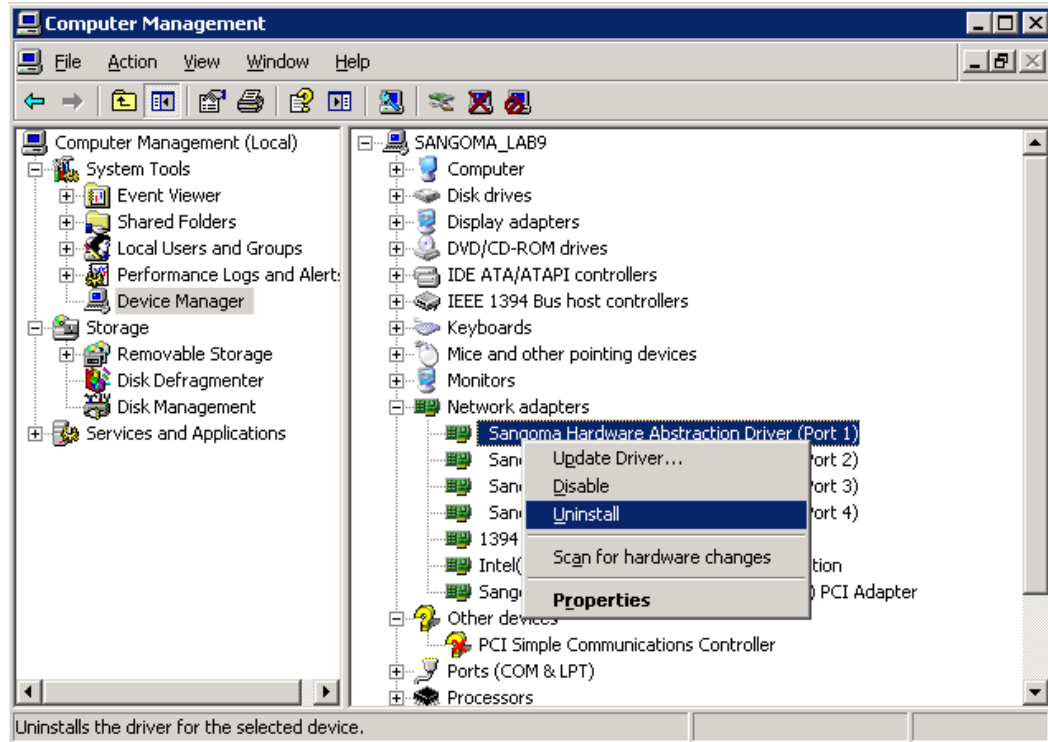 Computer Management
File Action View Window Help
Computer Management (Local)
System Tools
Event Viewer
Shared Folders
Local Users and Groups
Performance Logs and Alert
Device Manager
Storage
Removable Storage
Disk Defragmenter
Disk Management
Services and Applications
SANGOMA_LAB9
Computer
Disk drives
Display adapters
DVD/CD-ROM drives
IDE ATA/ATAPI controllers
IEEE 1394 Bus host controllers
Keyboards
Mice and other pointing devices
Monitors
Network adapters
Sangoma Hardware Abstraction Driver (Port 1)
San ort 2)
San ort 3)
San ort 4)
1394
Intel( tion
Sang ) PCI Adapter
Update Driver...
Disable
Uninstall
Scan for hardware changes
Properties
Other devices
PCI Simple Communications Controller
Ports (COM & LPT)
Processors
Uninstalls the driver for the selected device.